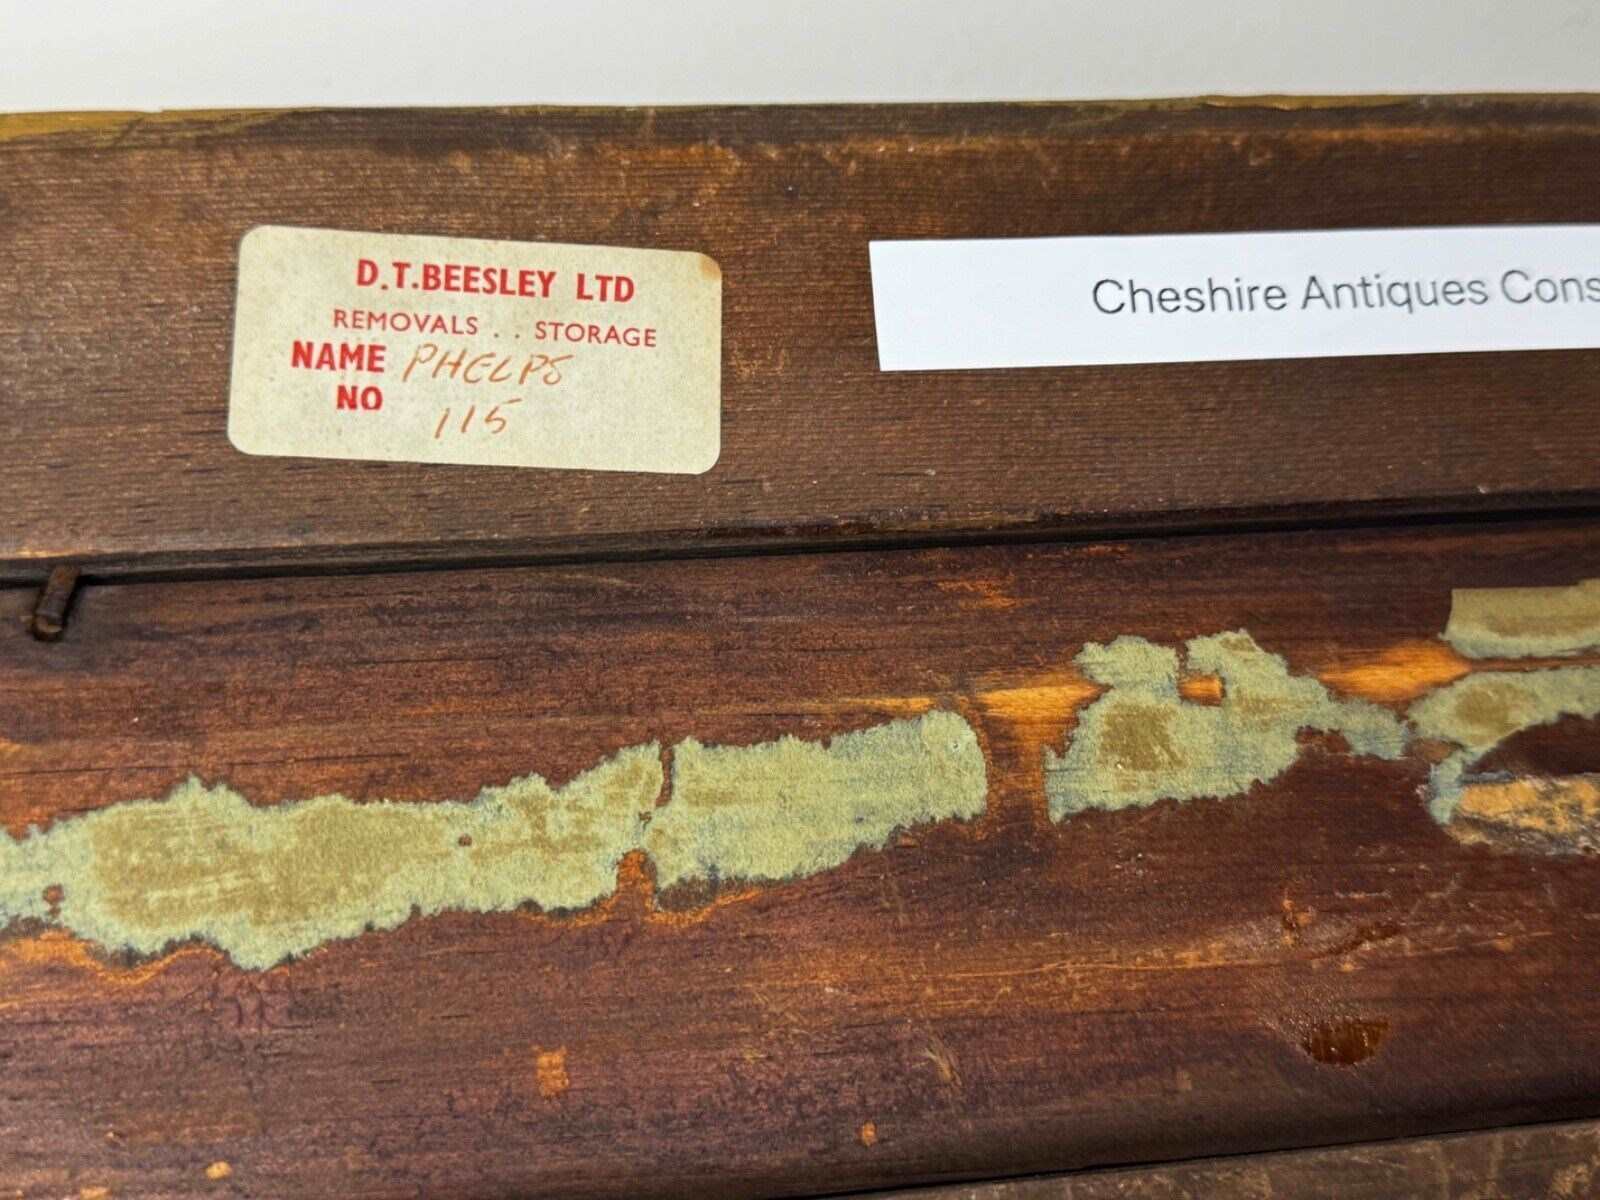 D.T.BEESLEY LTD
REMOVALS . . STORAGE
NAME PHELPS
NO 115
Cheshire Antiques Cons